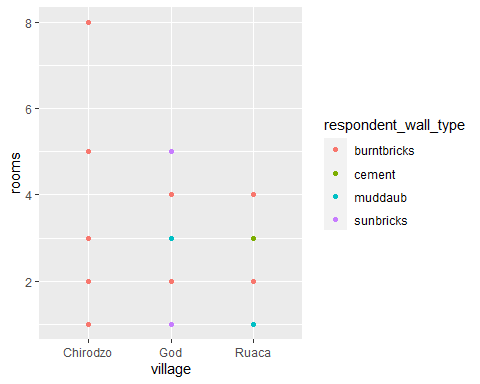 8
6
4
2
rooms
Chirodzo God Ruaca
village
respondent_wall_type
burntbricks
cement
muddaub
sunbricks